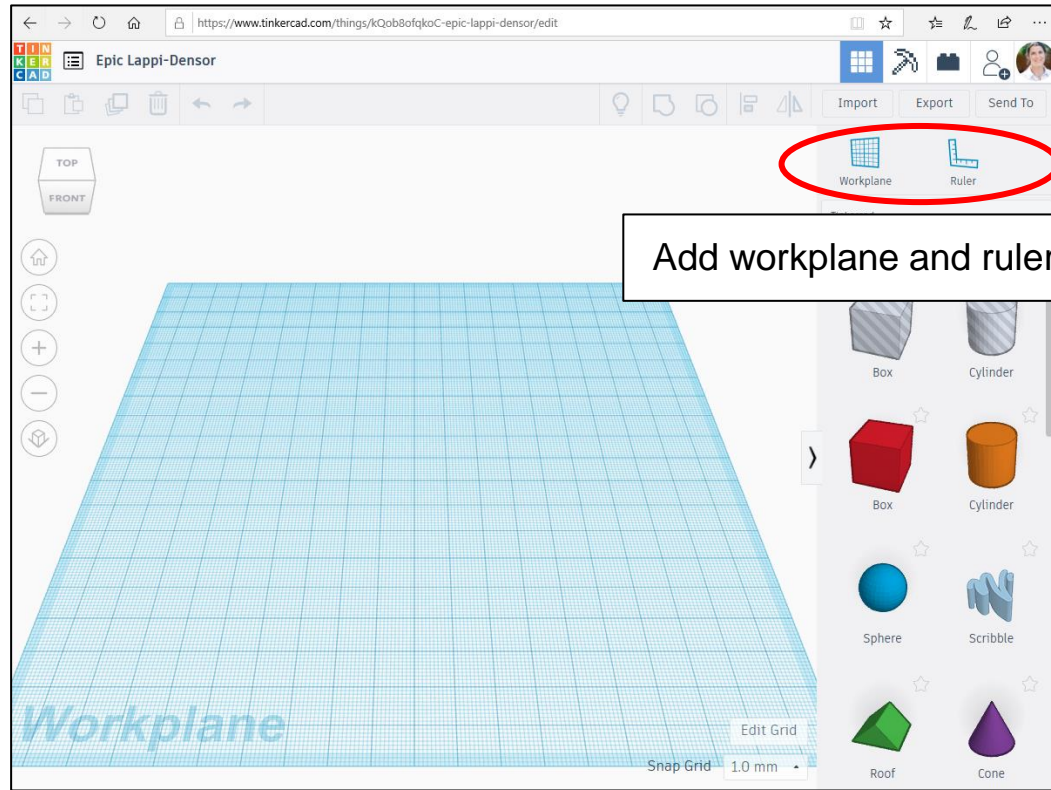 https://www.tinkercad.com/things/kQob8ofqkoC-epic-lappi-densor/edit
TIN
KER
CAD
Epic Lappi-Densor
Import Export Send To
TOP
FRONT
Workplane Ruler
Add workplane and ruler
Box Cylinder
Box Cylinder
Sphere Scribble
Roof Cone
Workplane
Edit Grid
Snap Grid 1.0 mm